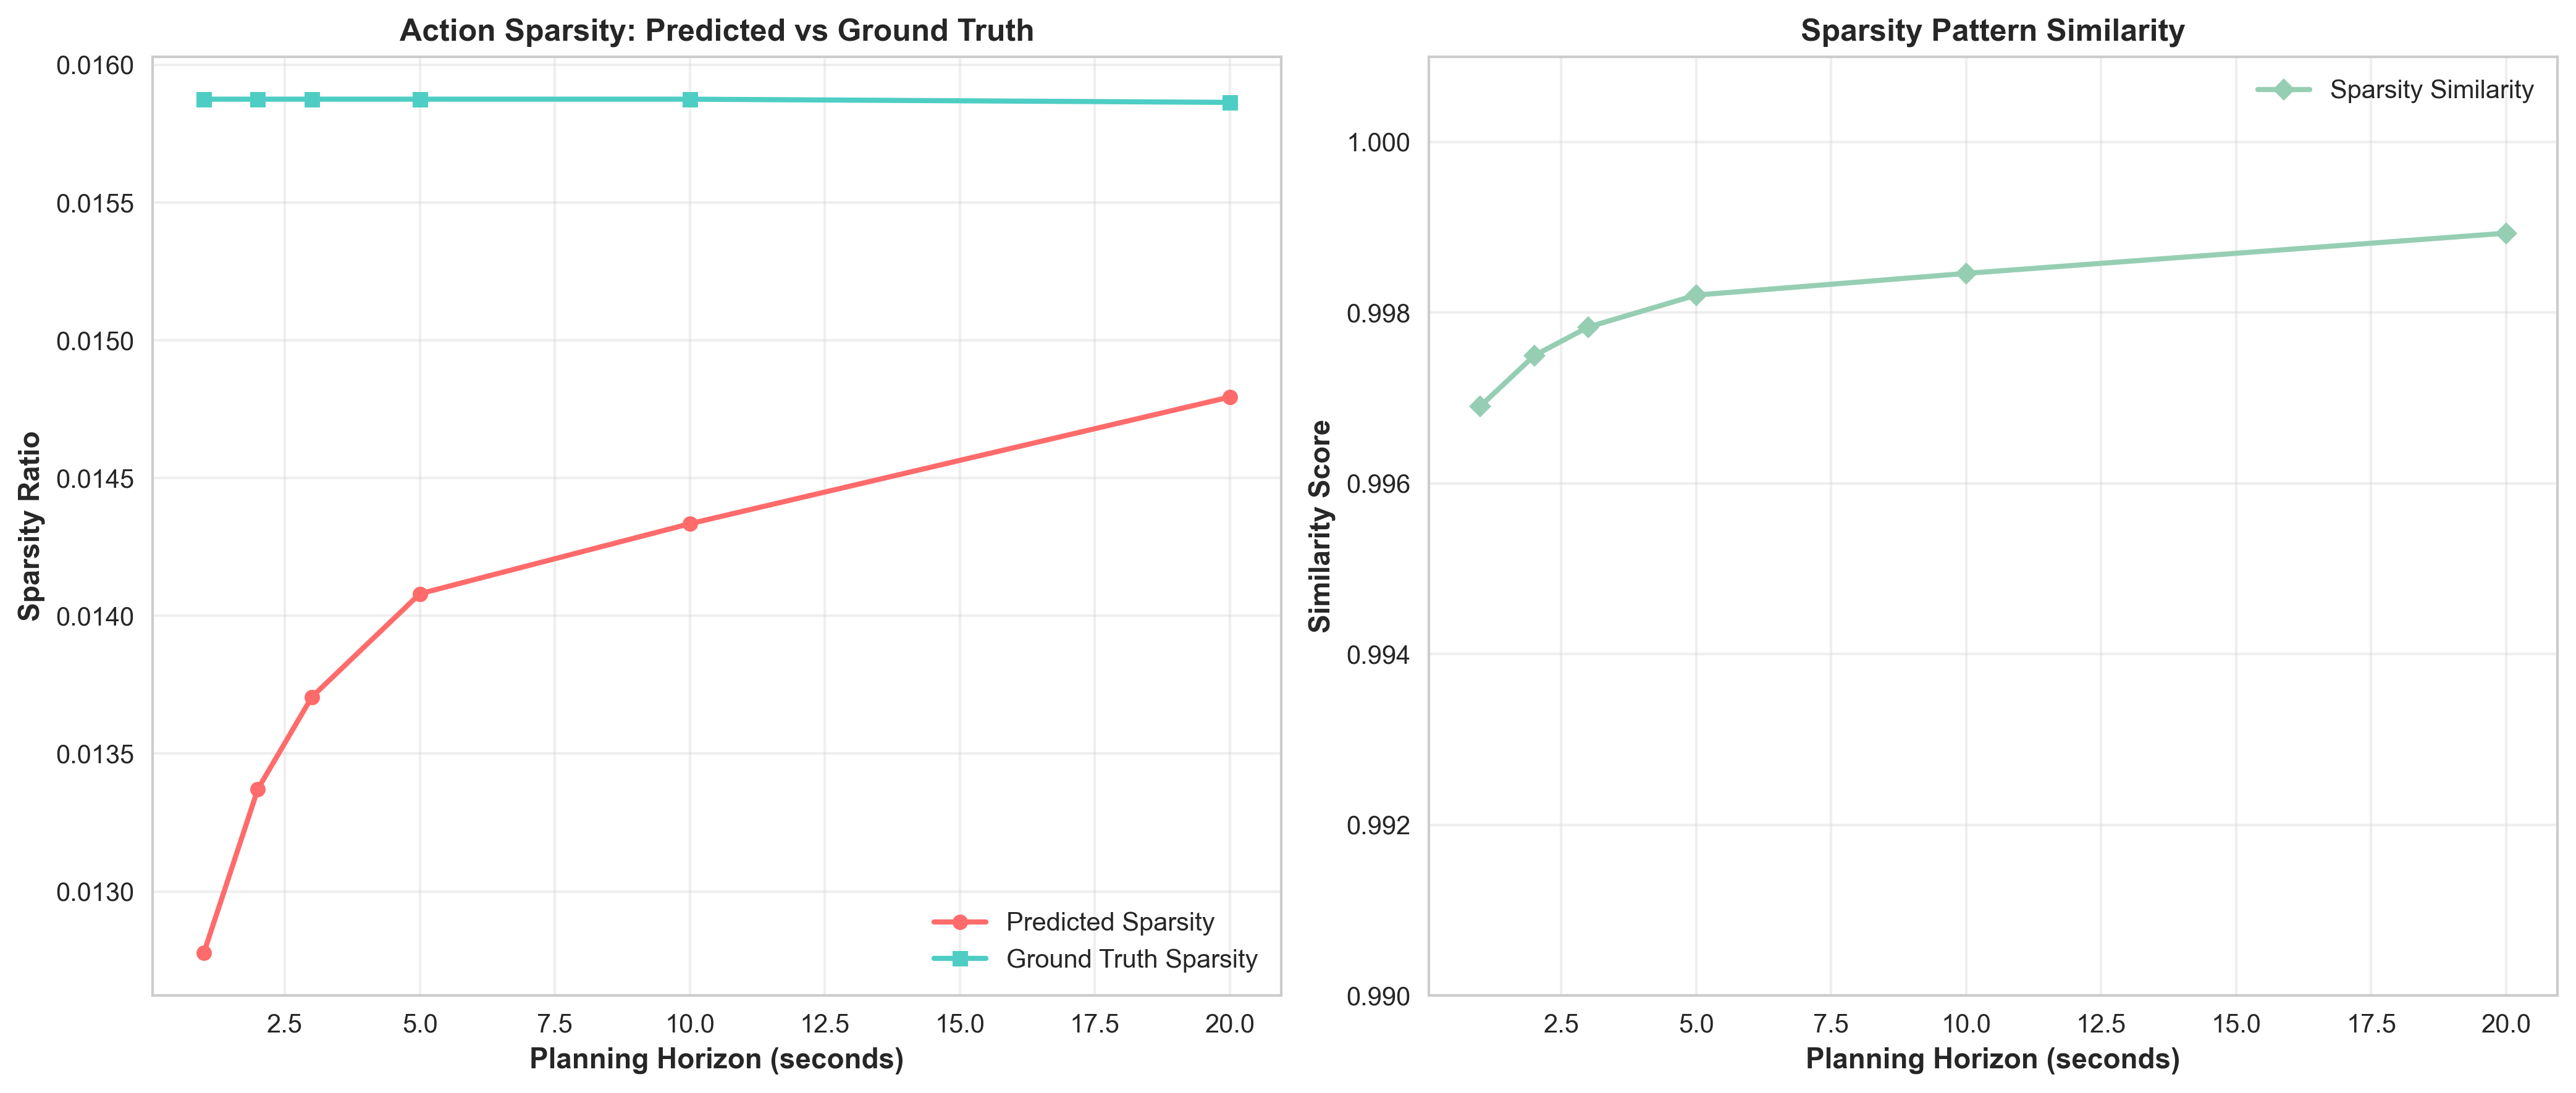 Action Sparsity: Predicted vs Ground Truth
Sparsity Ratio
0.0160
0.0155
0.0150
0.0145
0.0140
0.0135
0.0130
Predicted Sparsity
Ground Truth Sparsity
2.5 5.0 7.5 10.0 12.5 15.0 17.5 20.0
Planning Horizon (seconds)
Sparsity Pattern Similarity
Similarity Score
Sparsity Similarity
1.000
0.998
0.996
0.994
0.992
0.990
2.5 5.0 7.5 10.0 12.5 15.0 17.5 20.0
Planning Horizon (seconds)